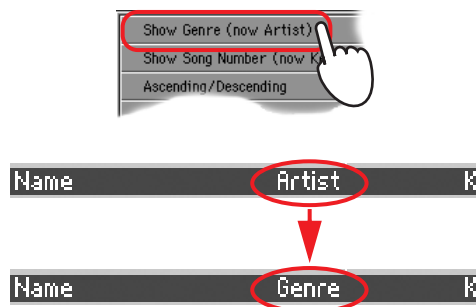 Show Genre (now Artist)
Show Song Number (now K
Ascending/Descending
Name Artist K
Name Genre K